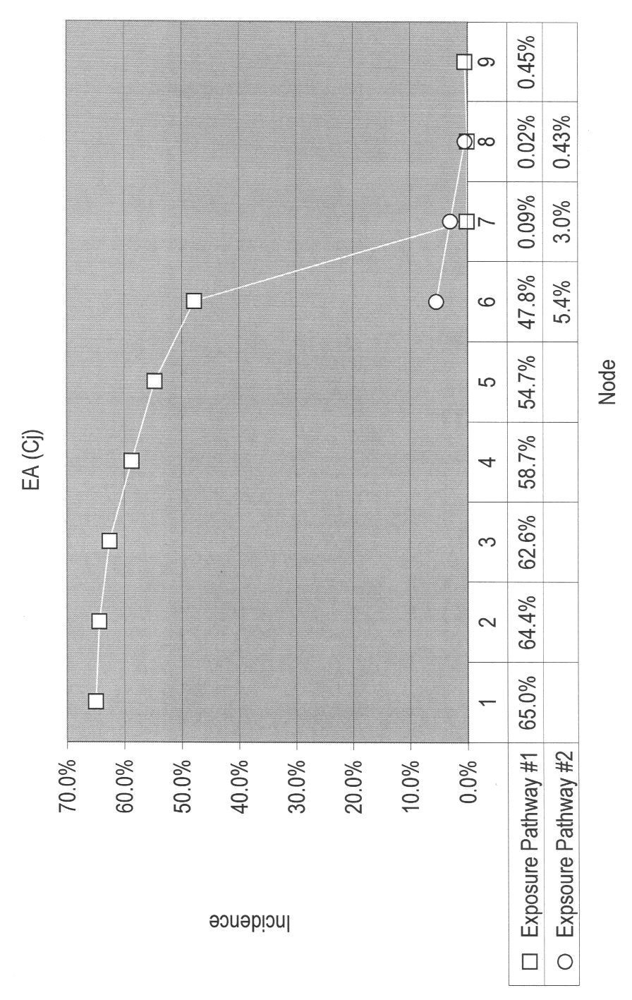 EA (Cj)
70.0%
60.0%
50.0%
40.0%
30.0%
20.0%
10.0%
0.0%
Incidence
1 2 3 4 5 6 7 8 9
Exposure Pathway #1 65.0% 64.4% 62.6% 58.7% 54.7% 47.8% 0.09% 0.02% 0.45%
Expsoure Pathway #2 5.4% 3.0% 0.43%
Node